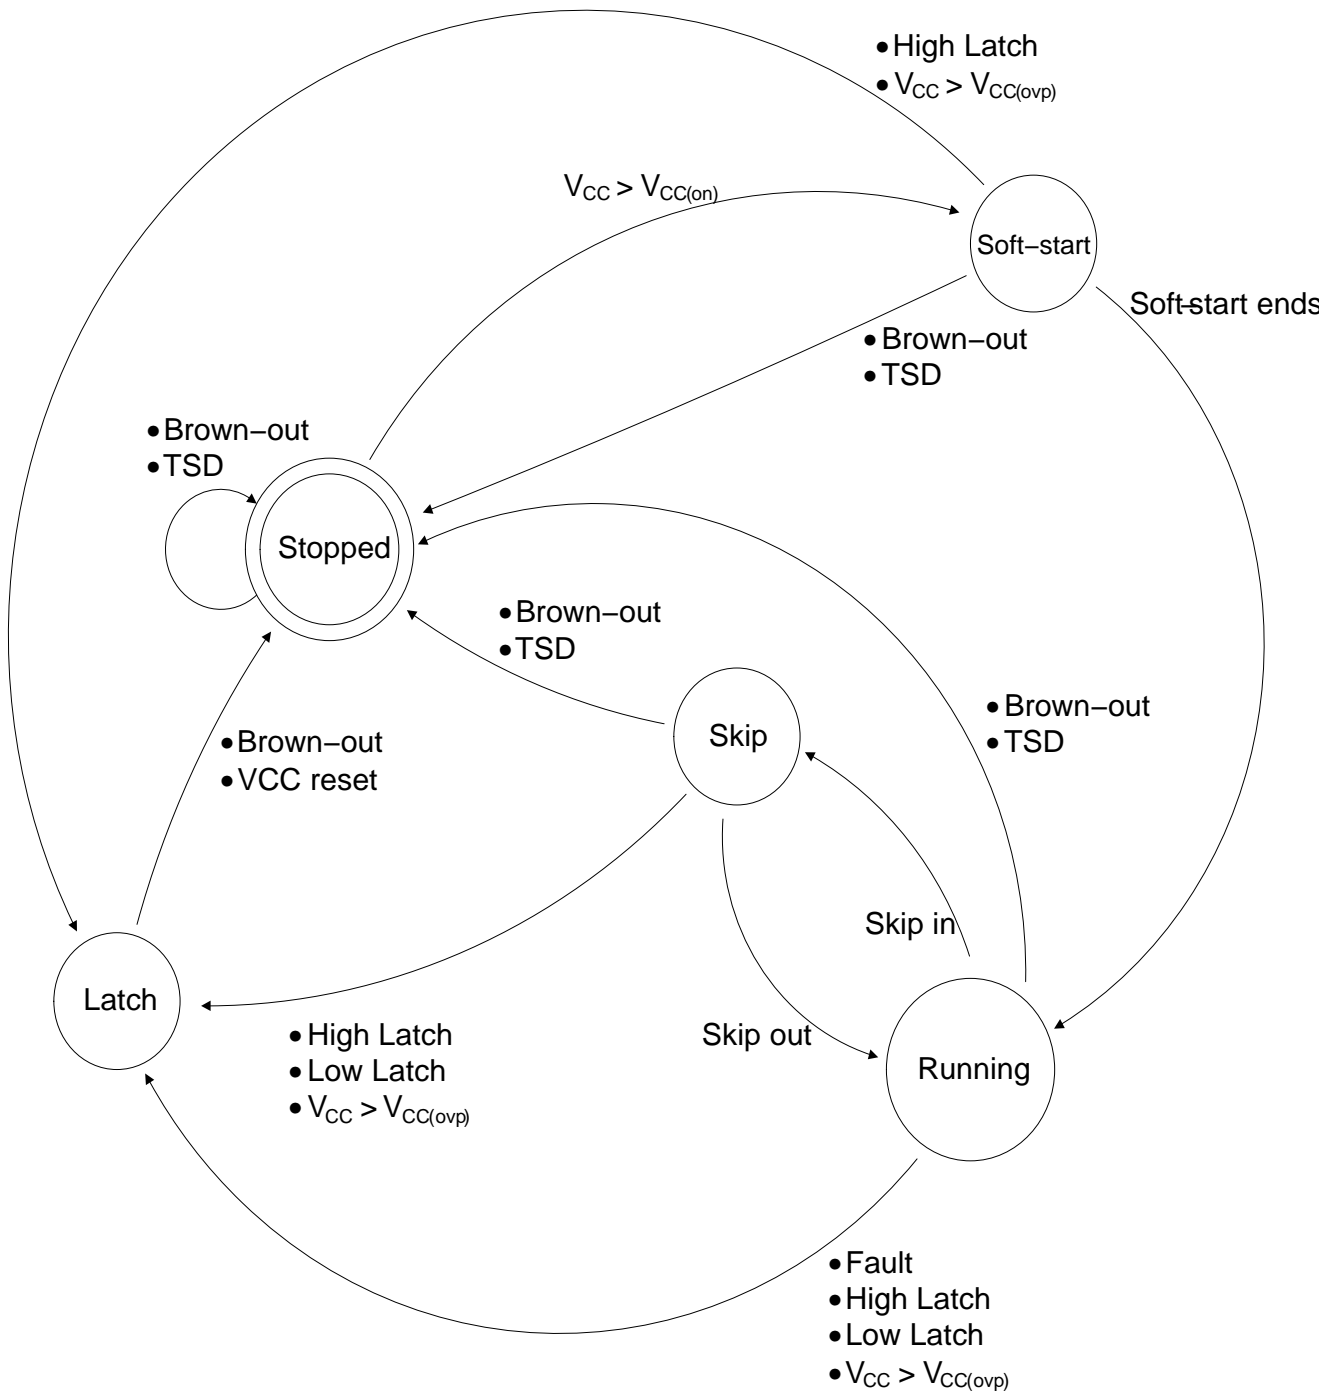 • High Latch
• VCC > VCC(ovp)
VCC > VCC(on)
Soft−start
Soft−start ends
• Brown−out
• TSD
• Brown−out
• TSD
Stopped
• Brown−out
• TSD
• Brown−out
• TSD
Skip
• Brown−out
• VCC reset
Skip in
Latch
Skip out
• High Latch
• Low Latch
• VCC > VCC(ovp)
Running
• Fault
• High Latch
• Low Latch
• VCC > VCC(ovp)